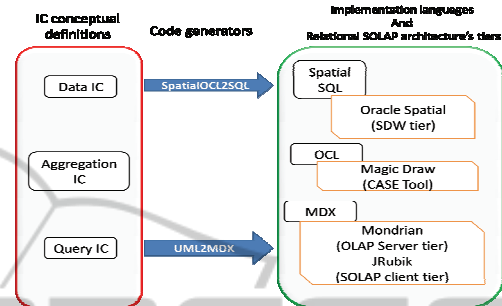 IC conceptual
definitions
Code generators
Implementation languages
And
Relational SOLAP architecture's tiers
Data IC
SpatialOCL2SQL
Spatial
SQL
Oracle Spatial
(SDW tier)
Aggregation
IC
OCL
Magic Draw
(CASE Tool)
MDX
Query IC
UML2MDX
Mondrian
(OLAP Server tier)
JRubik
(SOLAP client tier)